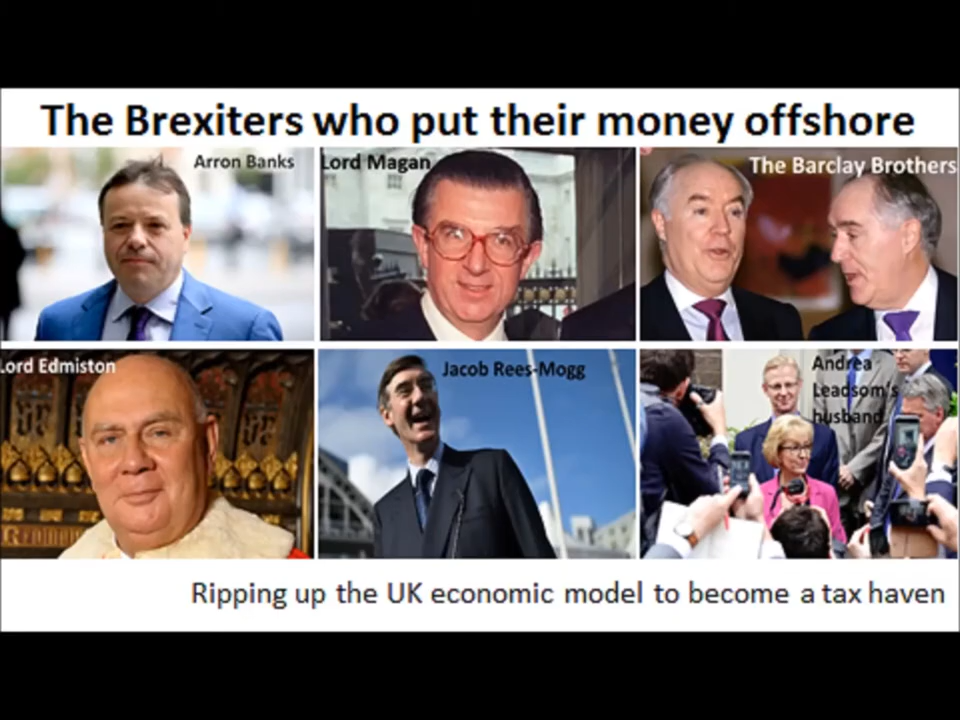 The Brexiters who put their money offshore
Arron Banks
Lord Magan
The Barclay Brothers
Lord Edmiston
Jacob Rees-Mogg
Andrea
Leadsom's
husband
Ripping up the UK economic model to become a tax haven